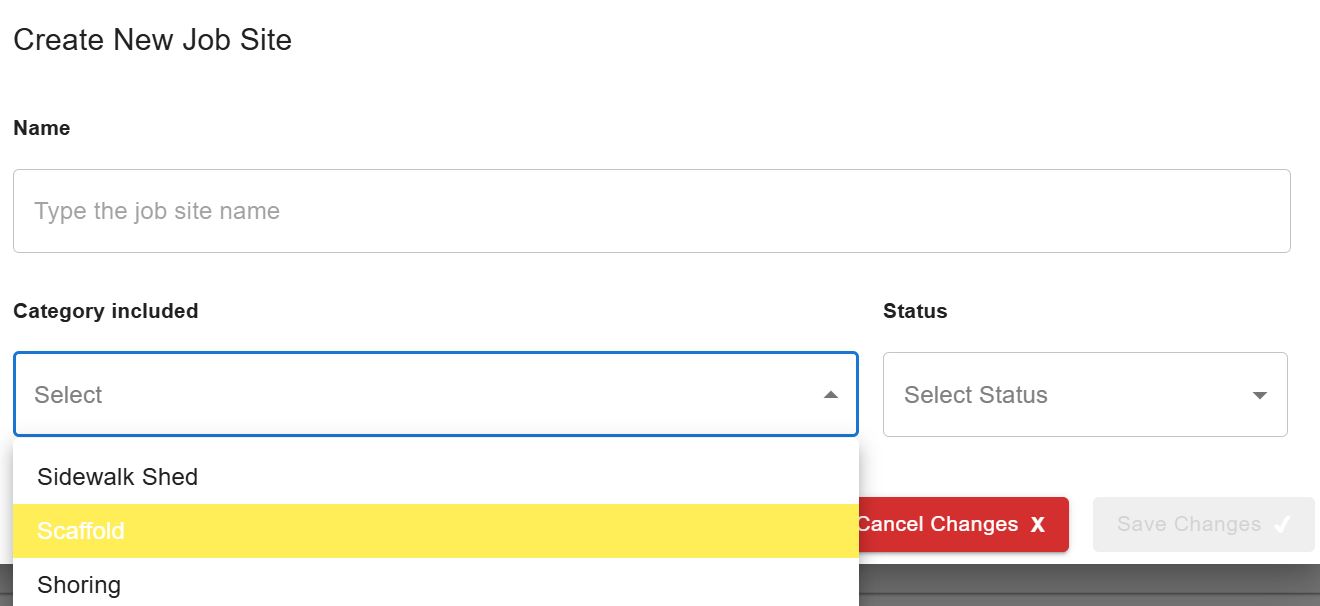 Create New Job Site
Name
Type the job site name
Category included
Status
Select
Select Status
Sidewalk Shed
Scaffold
Shoring
Cancel Changes X
Save Changes ✓